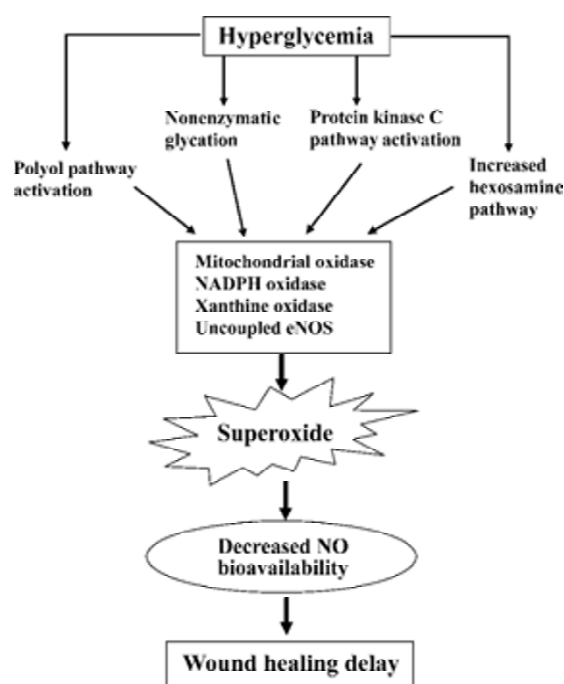 Hyperglycemia
Nonenzymatic
glycation
Protein kinase C
pathway activation
Polyol pathway
activation
Increased
hexosamine
pathway
Mitochondrial oxidase
NADPH oxidase
Xanthine oxidase
Uncoupled eNOS
Superoxide
Decreased NO
bioavailability
Wound healing delay